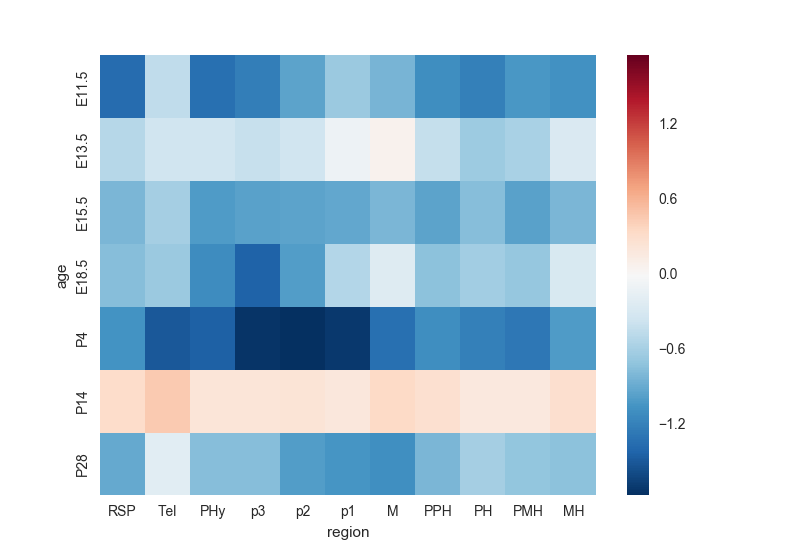 age
E11.5
E13.5
E15.5
E18.5
P4
P14
P28
RSP Tel PHy p3 p2 p1 M PPH PH PMH MH
region
1.2
0.6
0.0
−0.6
−1.2